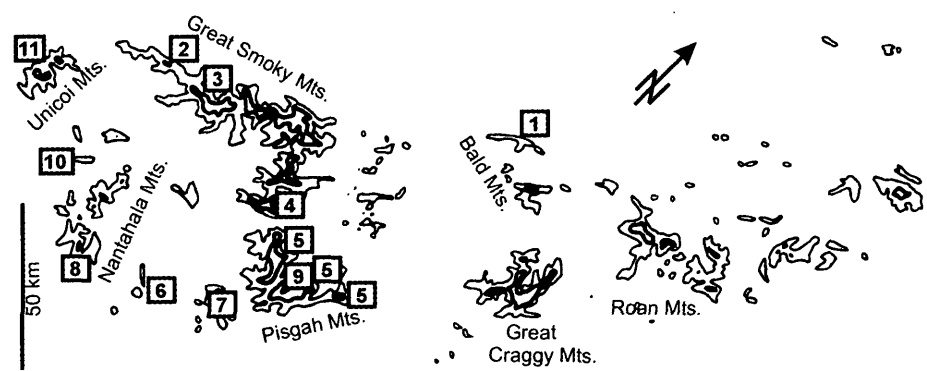 11
2
Great Smoky Mts.
3
Unicoi Mts.
N
1
10
Bald Mts.
Nantahala Mts.
4
5
8
9
5
6
7
5
50 km
Pisgah Mts.
Roan Mts.
Great
Craggy Mts.